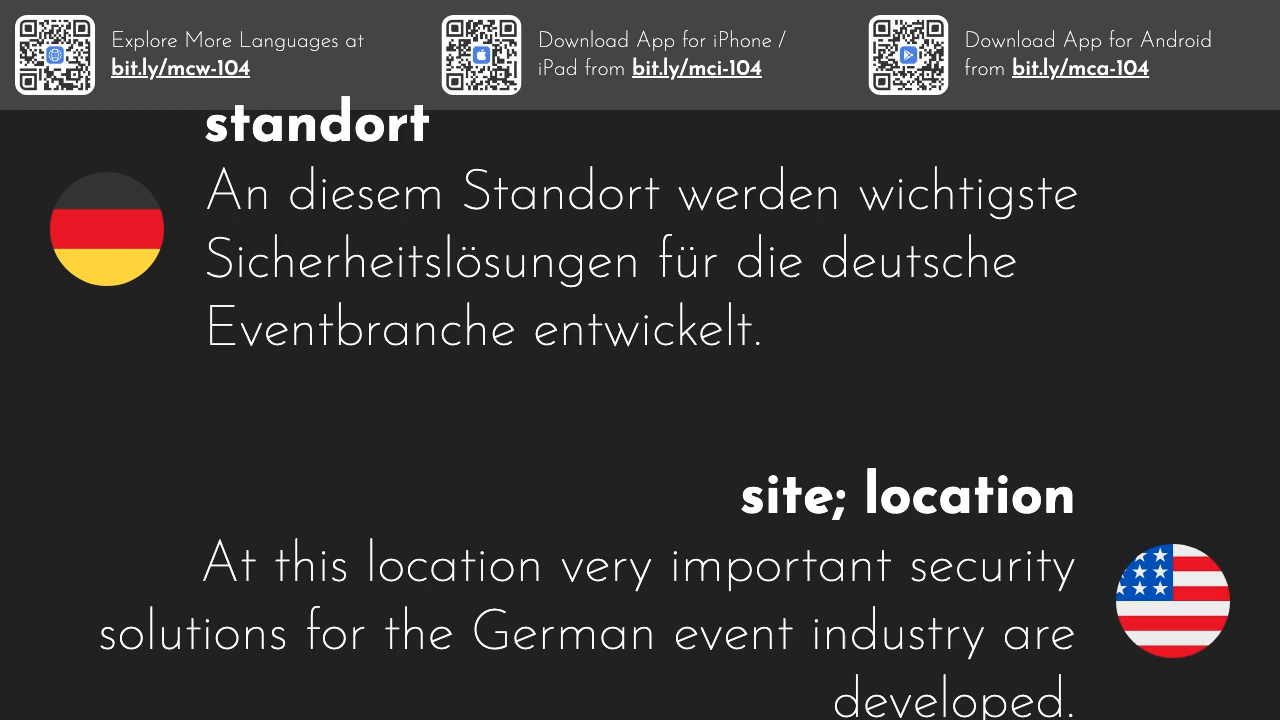 Explore More Languages at
bit.ly/mcw-104
Download App for iPhone /
iPad from bit.ly/mci-104
Download App for Android
from bit.ly/mca-104
standort
An diesem Standort werden wichtigste
Sicherheitslösungen für die deutsche
Eventbranche entwickelt.
site; location
At this location very important security
solutions for the German event industry are
developed.